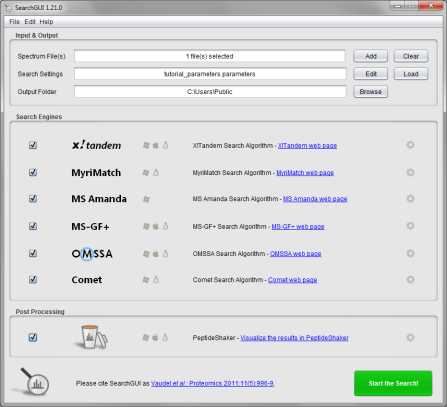 SearchGUI 1.21.0
File Edit Help
Input & Output
Spectrum File(s) 1 file(s) selected Add Clear
Search Settings tutorial_parameters.parameters Edit Load
Output Folder C:\Users\Public Browse
Search Engines
X!tandem X!Tandem Search Algorithm - X!Tandem web page
MyriMatch MyriMatch Search Algorithm - MyriMatch web page
MS Amanda MS Amanda Search Algorithm - MS Amanda web page
MS-GF+ MS-GF+ Search Algorithm - MS-GF+ web page
OMSSA OMSSA Search Algorithm - OMSSA web page
Comet Comet Search Algorithm - Comet web page
Post Processing
PeptideShaker - Visualize the results in PeptideShaker
Please cite SearchGUI as Vaudel et al.: Proteomics 2011;11(5):996-9. Start the Search!